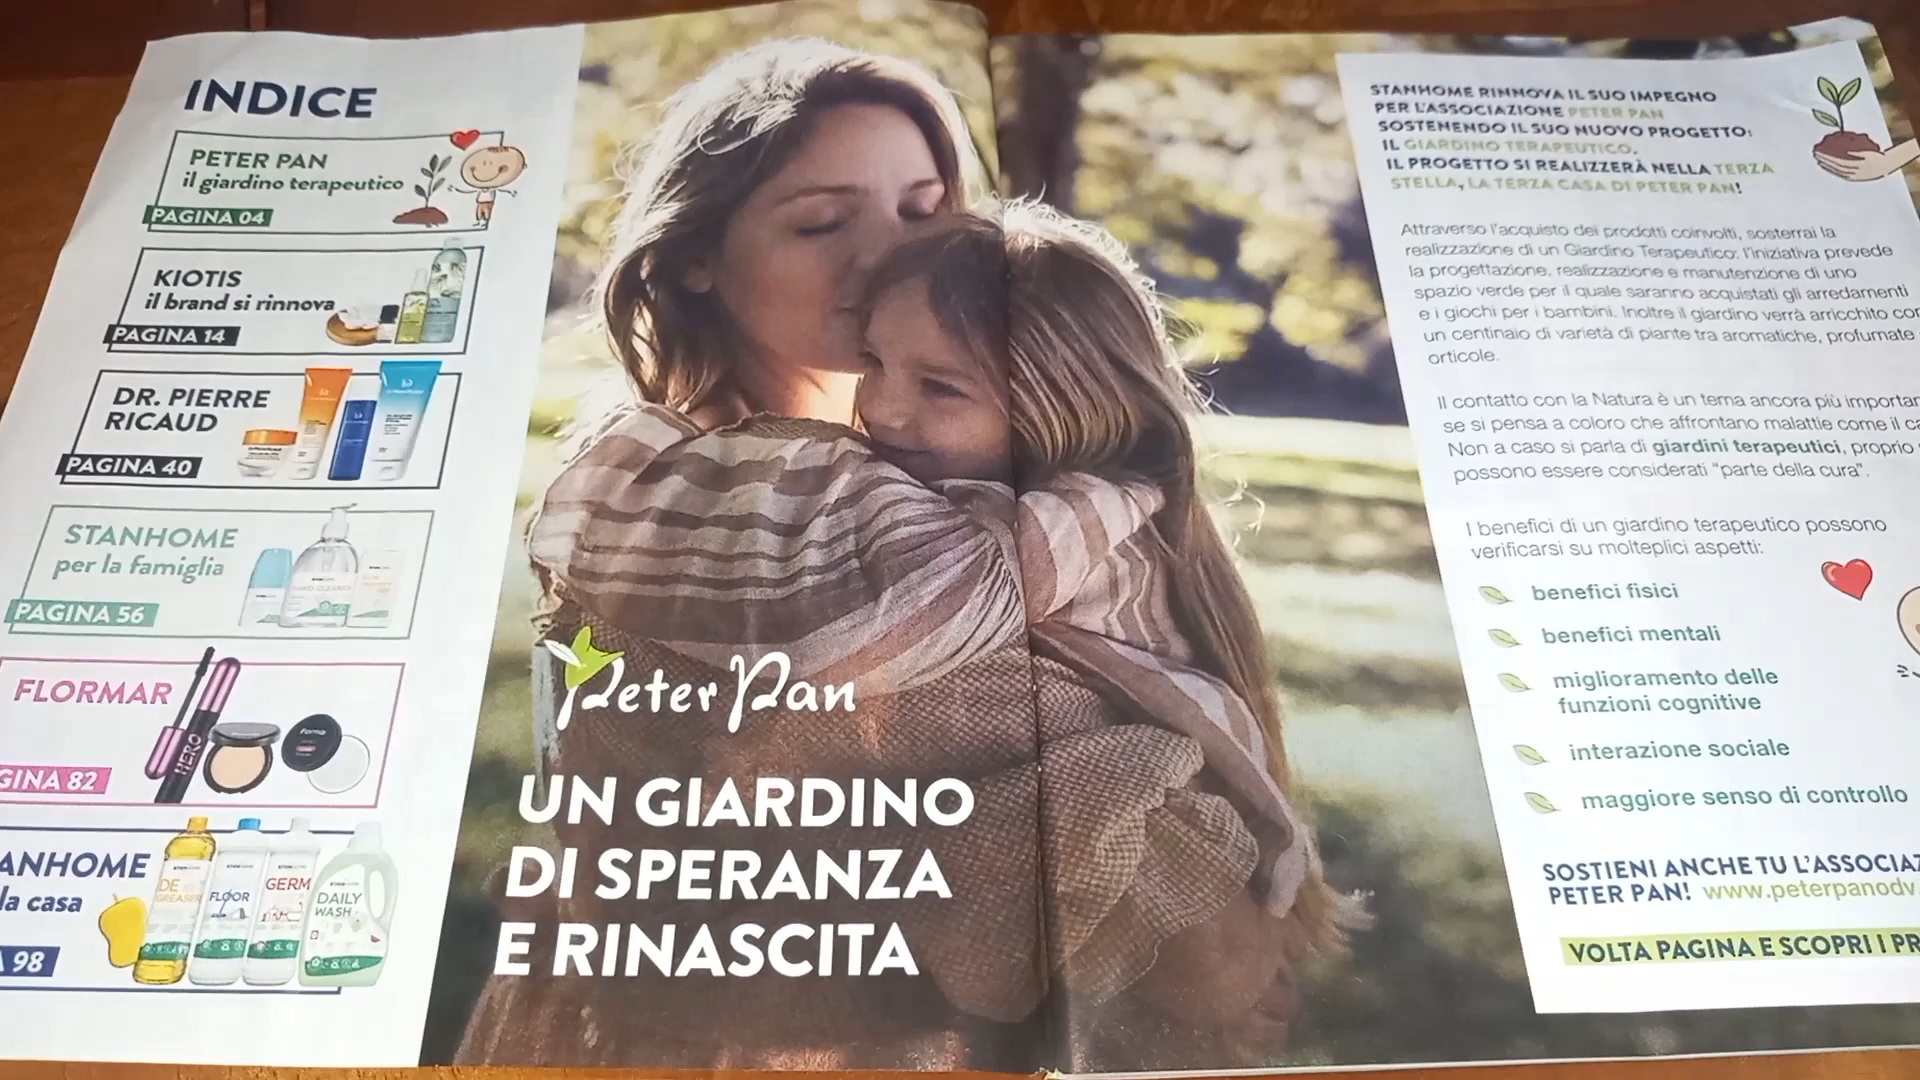 INDICE
PETER PAN
il giardino terapeutico
PAGINA 04
KIOTIS
il brand si rinnova
PAGINA 14
DR. PIERRE
RICAUD
PAGINA 40
STANHOME
per la famiglia
PAGINA 56
HAND CLEANER
FLORMAR
HERO
GINA 82
ANHOME
la casa
98
DE
GREASER
FLOOR
GERM
DAILY
WASH
Peter Pan
UN GIARDINO
DI SPERANZA
E RINASCITA
STANHOME RINNOVA IL SUO IMPEGNO
PER L'ASSOCIAZIONE PETER PAN
SOSTENENDO IL SUO NUOVO PROGETTO:
IL GIARDINO TERAPEUTICO.
IL PROGETTO SI REALIZZERÀ NELLA TERZA
STELLA, LA TERZA CASA DI PETER PAN!
Attraverso l'acquisto dei prodotti coinvolti, sosterrai la
realizzazione di un Giardino Terapeutico: l'iniziativa prevede
la progettazione, realizzazione e manutenzione di uno
spazio verde per il quale saranno acquistati gli arredamenti
e i giochi per i bambini. Inoltre il giardino verrà arricchito con
un centinaio di varietà di piante tra aromatiche, profumate
orticole.
Il contatto con la Natura è un tema ancora più importan
se si pensa a coloro che affrontano malattie come il ca
Non a caso si parla di giardini terapeutici, proprio
possono essere considerati "parte della cura".
I benefici di un giardino terapeutico possono
verificarsi su molteplici aspetti:
benefici fisici
benefici mentali
miglioramento delle
funzioni cognitive
interazione sociale
maggiore senso di controllo
SOSTIENI ANCHE TU L'ASSOCIAZ
PETER PAN! www.peterpanodv.
VOLTA PAGINA E SCOPRI I PR